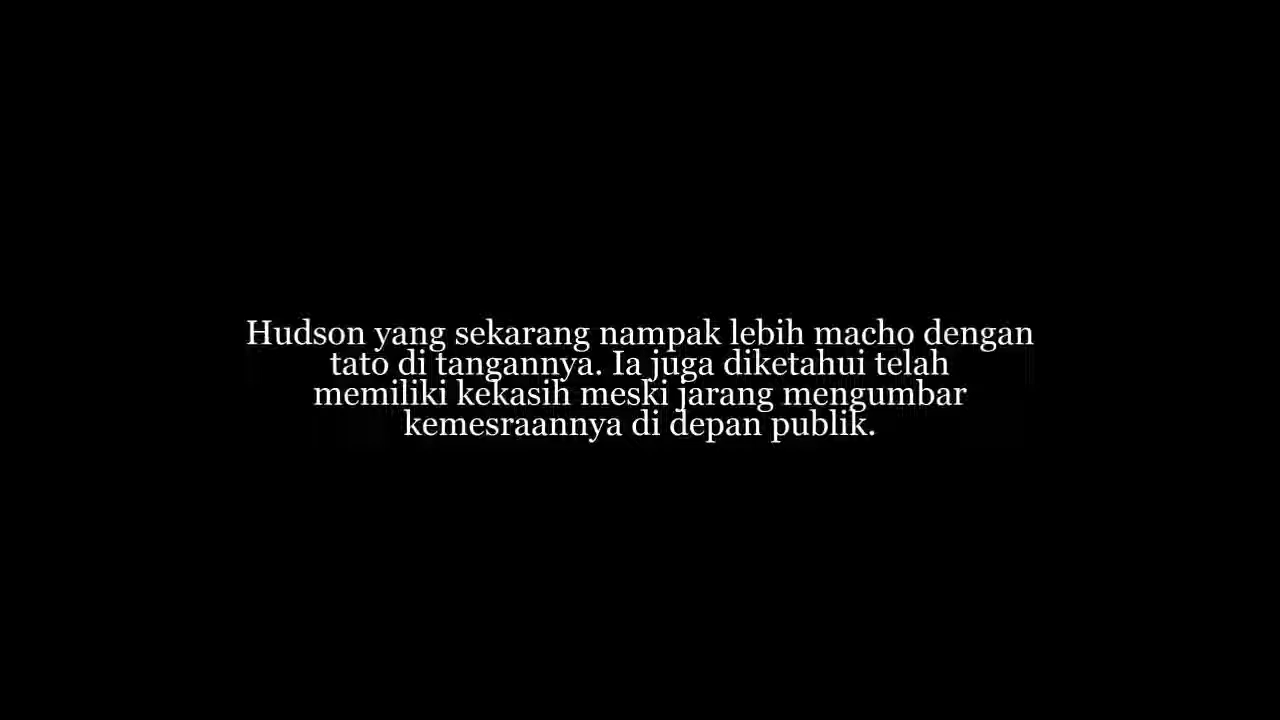 Hudson yang sekarang nampak lebih macho dengan
tato di tangannya. Ia juga diketahui telah
memiliki kekasih meski jarang mengumbar
kemesraannya di depan publik.